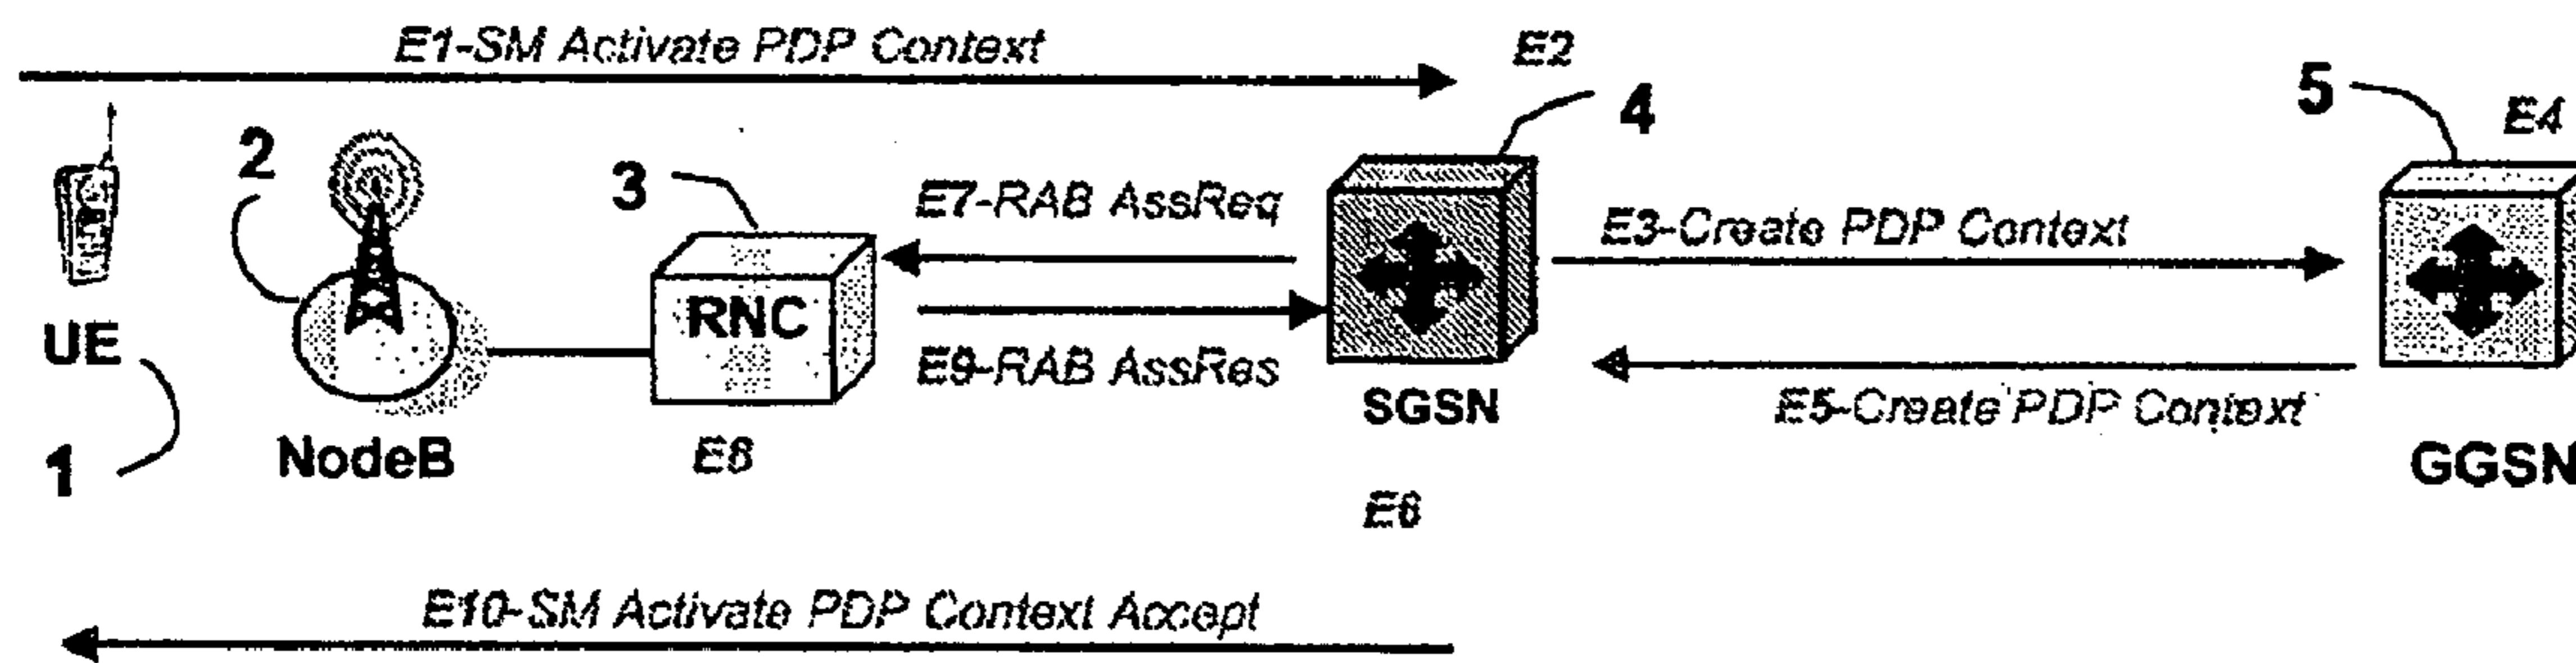 E1-SM Activate PDP Context
E2
4
5
E4
2
3
E7-RAB AssReq
E3-Create PDP Context
RNC
UE
E9-RAB AssRes
SGSN
E5-Create PDP Context
1
NodeB
E8
GGSN
E6
E10-SM Activate PDP Context Accept